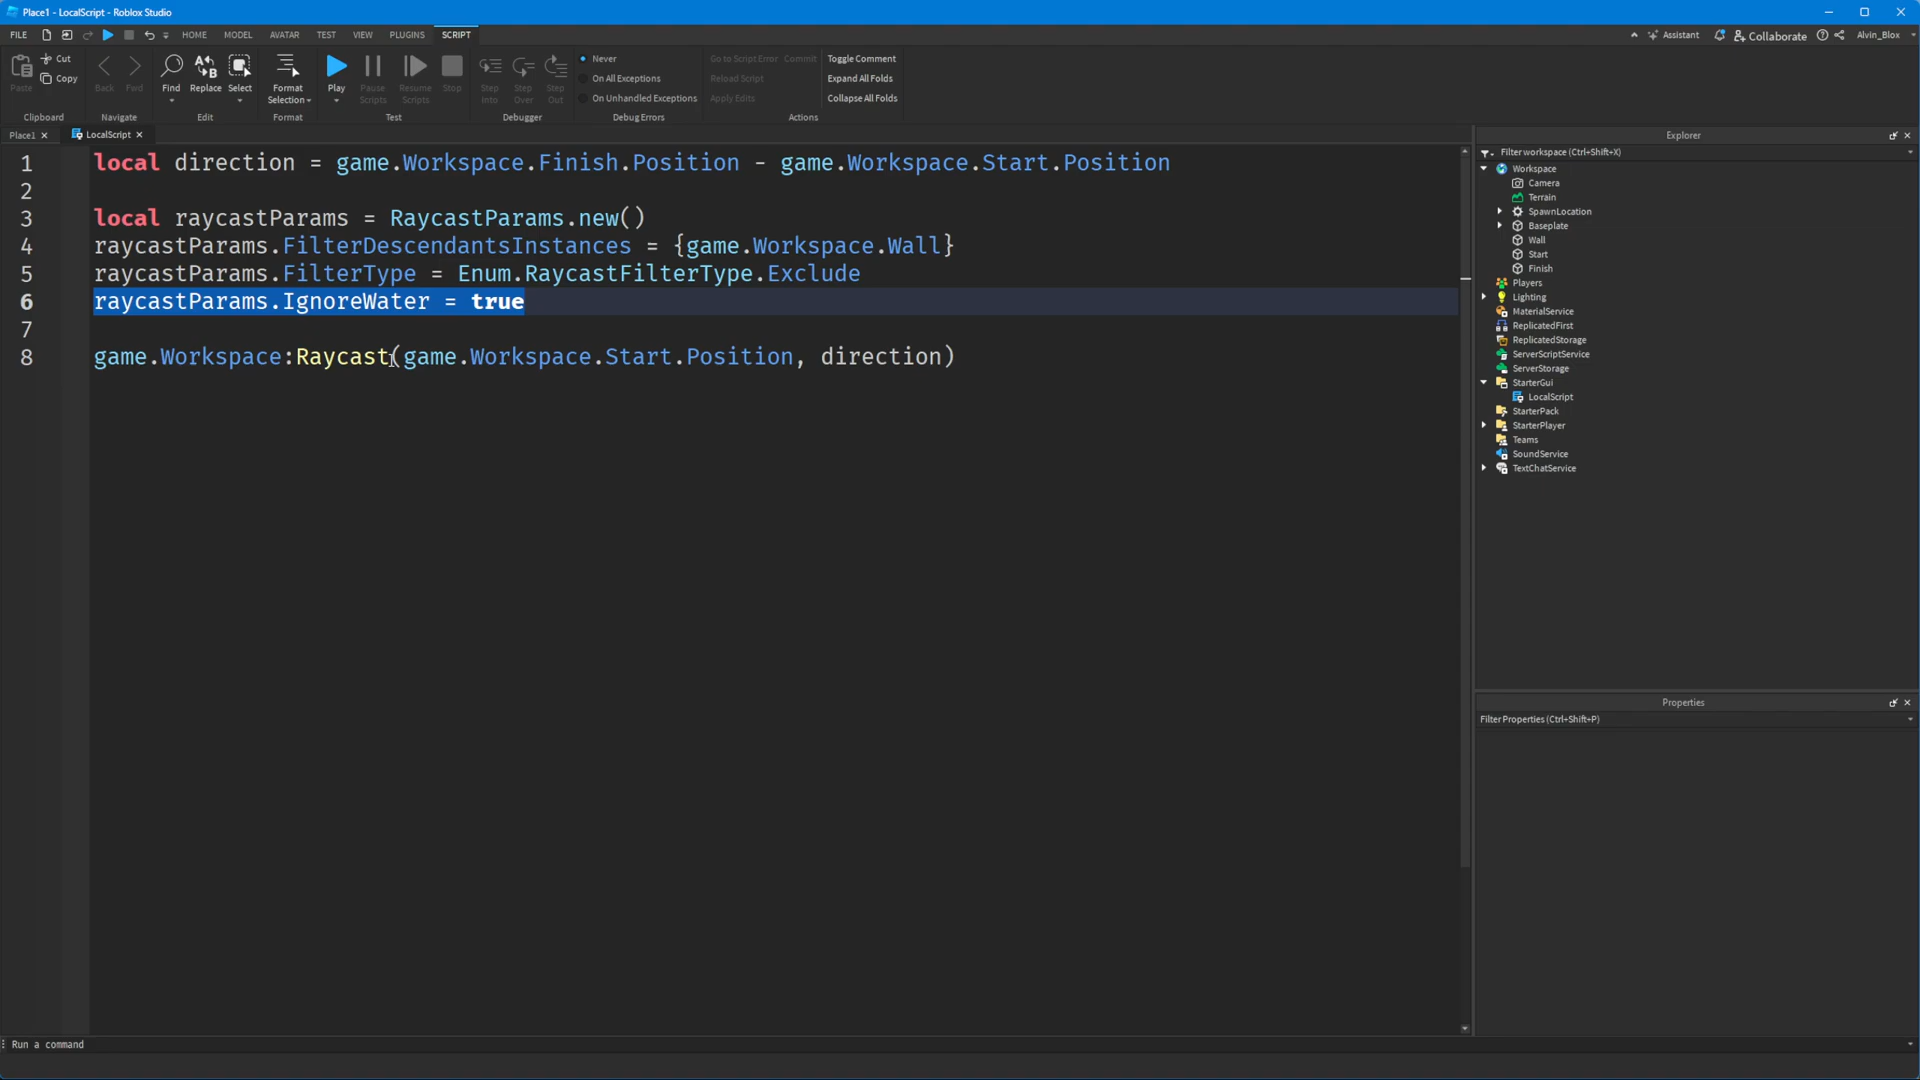 Place1 - LocalScript - Roblox Studio
FILE HOME MODEL AVATAR TEST VIEW PLUGINS SCRIPT Assistant Collaborate Alvin_Blox
Paste Cut Copy Clipboard
Back Fwd Navigate
Find Replace Select Edit
Format Selection Format
Play Pause Scripts Resume Scripts Stop Test
Step Into Step Over Step Out Debugger
Never
On All Exceptions
On Unhandled Exceptions
Debug Errors
Go to Script Error Commit
Reload Script
Apply Edits
Toggle Comment
Expand All Folds
Collapse All Folds
Actions
Place1 LocalScript
1 local direction = game.Workspace.Finish.Position - game.Workspace.Start.Position
2
3 local raycastParams = RaycastParams.new()
4 raycastParams.FilterDescendantsInstances = {game.Workspace.Wall}
5 raycastParams.FilterType = Enum.RaycastFilterType.Exclude
6 raycastParams.IgnoreWater = true
7
8 game.Workspace:Raycast(game.Workspace.Start.Position, direction)
Explorer
Filter workspace (Ctrl+Shift+X)
Workspace
Camera
Terrain
SpawnLocation
Baseplate
Wall
Start
Finish
Players
Lighting
MaterialService
ReplicatedFirst
ReplicatedStorage
ServerScriptService
ServerStorage
StarterGui
LocalScript
StarterPack
StarterPlayer
Teams
SoundService
TextChatService
Properties
Filter Properties (Ctrl+Shift+P)
Run a command